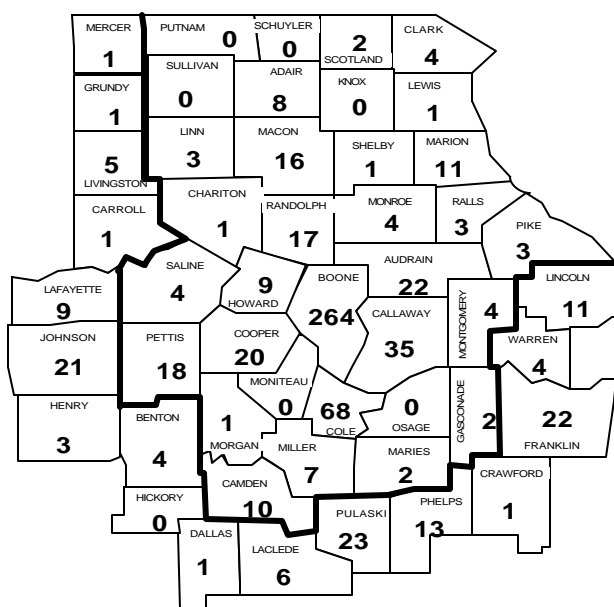 MERCER
1
PUTNAM
0
SCHUYLER
0
2
SCOTLAND
CLARK
4
GRUNDY
1
SULLIVAN
0
ADAIR
8
KNOX
0
LEWIS
1
5
LIVINGSTON
LINN
3
MACON
16
SHELBY
1
MARION
11
CARROLL
1
CHARITON
1
RANDOLPH
17
MONROE
4
RALLS
3
PIKE
3
LAFAYETTE
9
SALINE
4
9
HOWARD
BOONE
264
AUDRAIN
22
CALLAWAY
35
MONTGOMERY
4
LINCOLN
11
JOHNSON
21
PETTIS
18
COOPER
20
WARREN
4
HENRY
3
BENTON
4
1
MORGAN
MONITEAU
0
68
COLE
0
OSAGE
GASCONADE
2
22
FRANKLIN
MILLER
7
MARIES
2
HICKORY
0
CAMDEN
10
PULASKI
23
PHELPS
13
CRAWFORD
1
DALLAS
1
LACLEDE
6